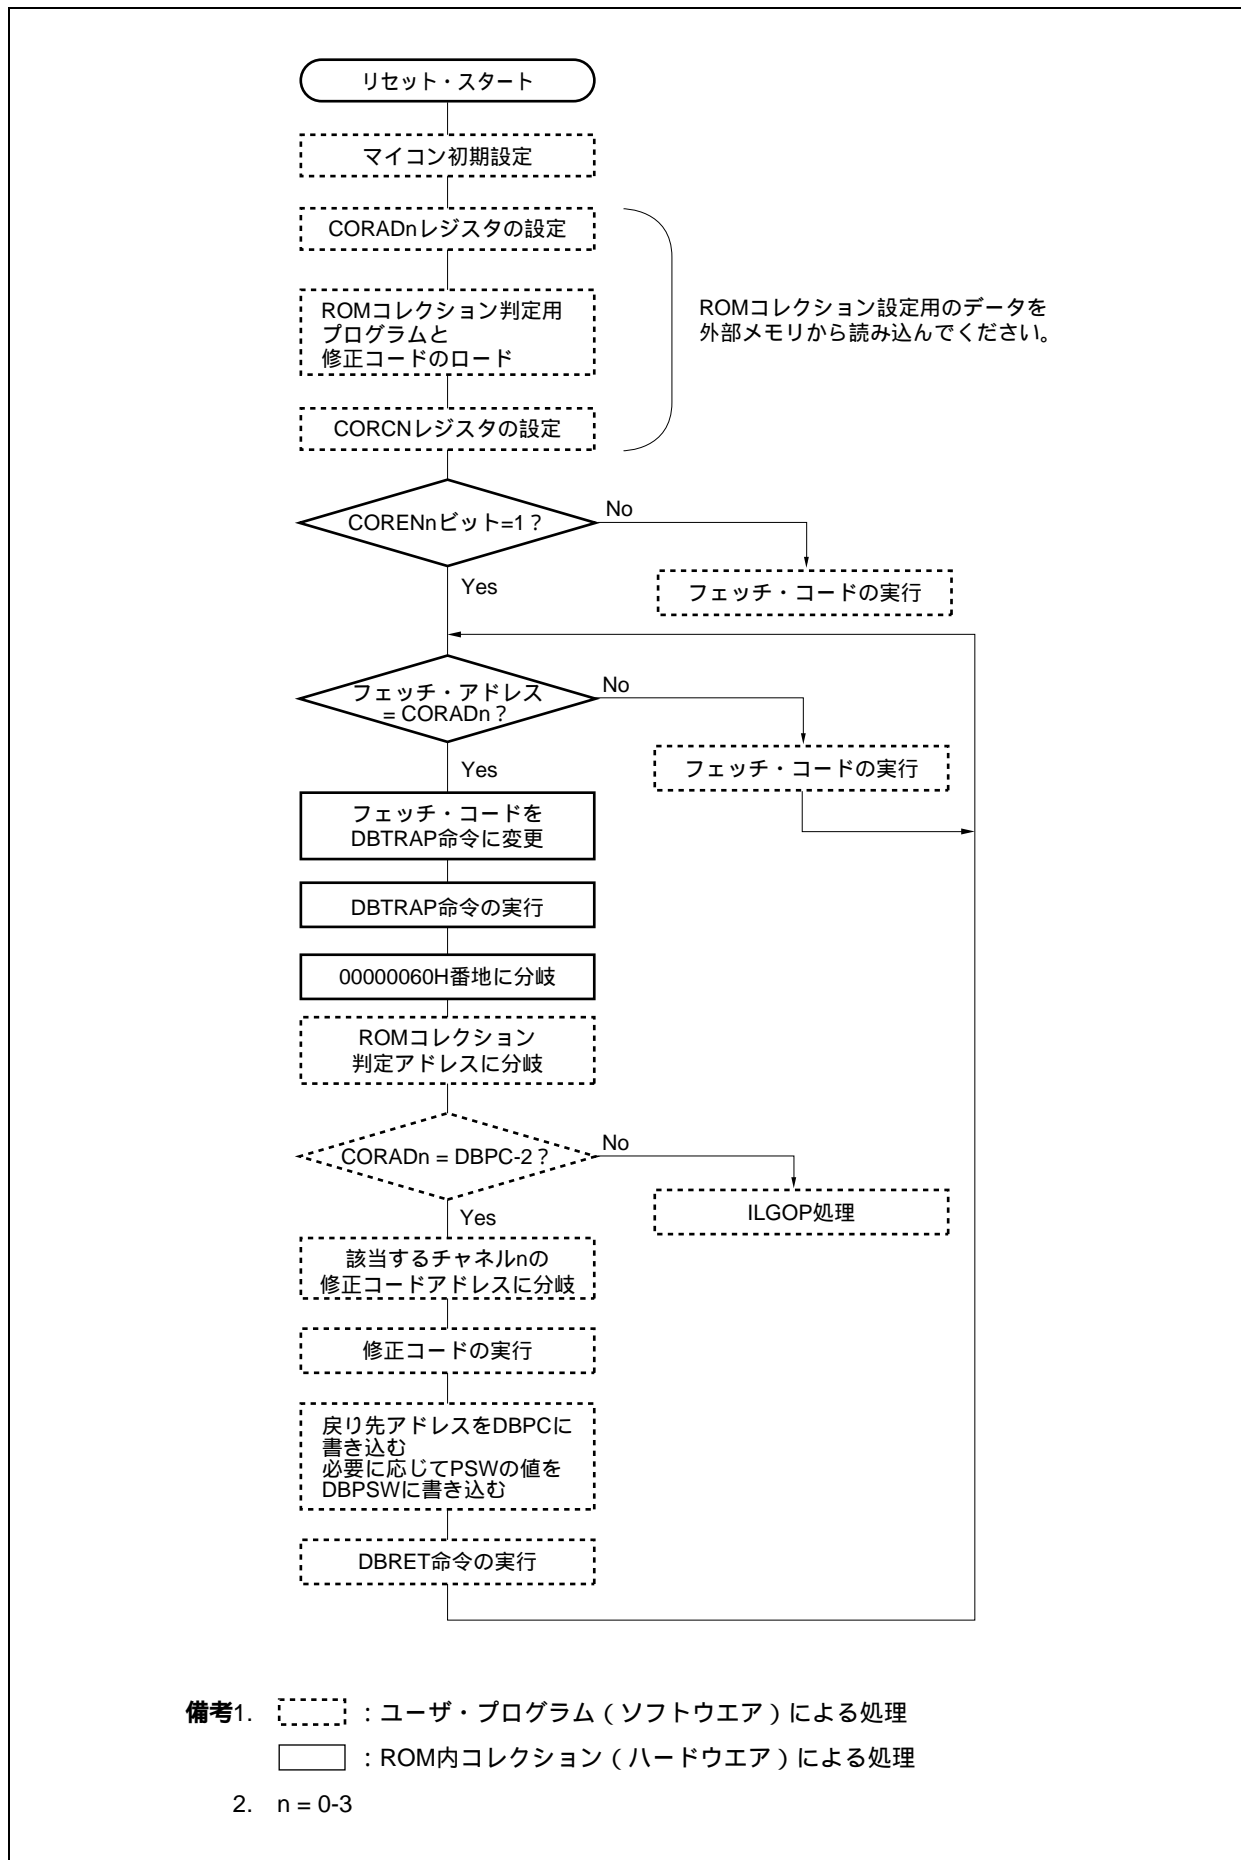 リセット・スタート
マイコン初期設定
CORADnレジスタの設定
ROMコレクション判定用
プログラムと
修正コードのロード
ROMコレクション設定用のデータを
外部メモリから読み込んでください。
CORCNレジスタの設定
CORENnビット=1？
No
Yes
フェッチ・コードの実行
フェッチ・アドレス
= CORADn？
No
Yes
フェッチ・コードの実行
フェッチ・コードを
DBTRAP命令に変更
DBTRAP命令の実行
00000060H番地に分岐
ROMコレクション
判定アドレスに分岐
CORADn = DBPC-2？
No
Yes
ILGOP処理
該当するチャネルnの
修正コードアドレスに分岐
修正コードの実行
戻り先アドレスをDBPCに
書き込む
必要に応じてPSWの値を
DBPSWに書き込む
DBRET命令の実行
備考1. ：ユーザ・プログラム（ソフトウエア）による処理
：ROM内コレクション（ハードウエア）による処理
2. n = 0-3